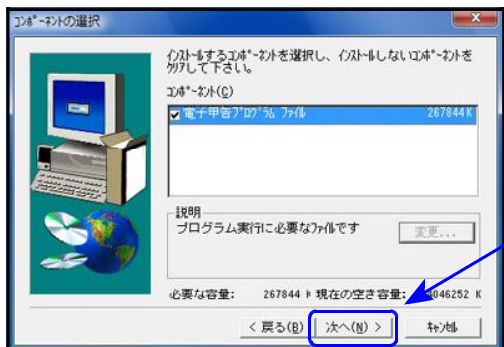 ｺﾝﾎﾟｰﾈﾝﾄの選択
ｲﾝｽﾄｰﾙするｺﾝﾎﾟｰﾈﾝﾄを選択し、ｲﾝｽﾄｰﾙしないｺﾝﾎﾟｰﾈﾝﾄを
ｸﾘｱして下さい。
ｺﾝﾎﾟｰﾈﾝﾄ(C)
電子申告ﾌﾟﾛｸﾞﾗﾑ ﾌｧｲﾙ 267844 K
説明
プログラム実行に必要なﾌｧｲﾙです
変更...
必要な容量: 267844 K 現在の空き容量: 4046252 K
< 戻る(B) 次へ(N) > ｷｬﾝｾﾙ